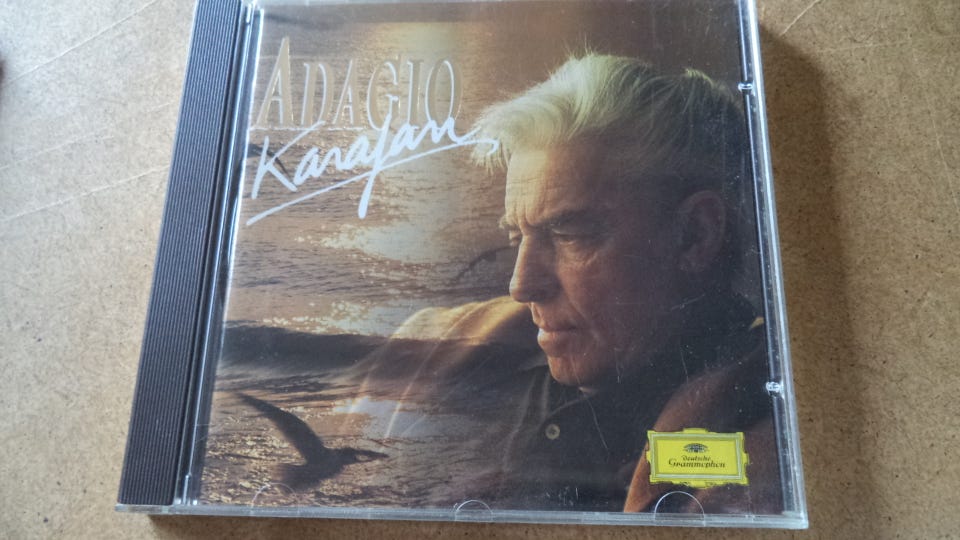 ADAGIO
Karajan
Deutsche
Grammophon